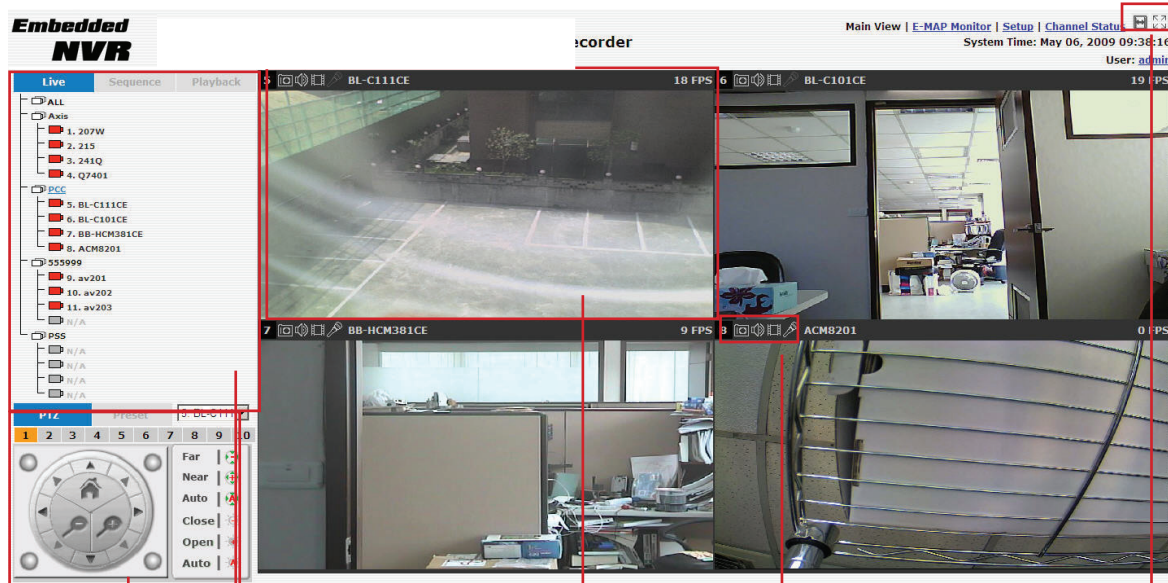 Embedded
NVR
ecorder
Main View | E-MAP Monitor | Setup | Channel Status
System Time: May 06, 2009 09:38:16
User: admin
Live Sequence Playback
ALL
Axis
1. 207W
2. 215
3. 241Q
4. Q7401
PCC
5. BL-C111CE
6. BL-C101CE
7. BB-HCM381CE
8. ACM8201
555999
9. av201
10. av202
11. av203
N/A
PSS
N/A
N/A
N/A
N/A
PTZ Preset 5. BL-C111
1 2 3 4 5 6 7 8 9 10
Far
Near
Auto
Close
Open
Auto
5 BL-C111CE 18 FPS
6 BL-C101CE 19 FPS
7 BB-HCM381CE 9 FPS
8 ACM8201 0 FPS